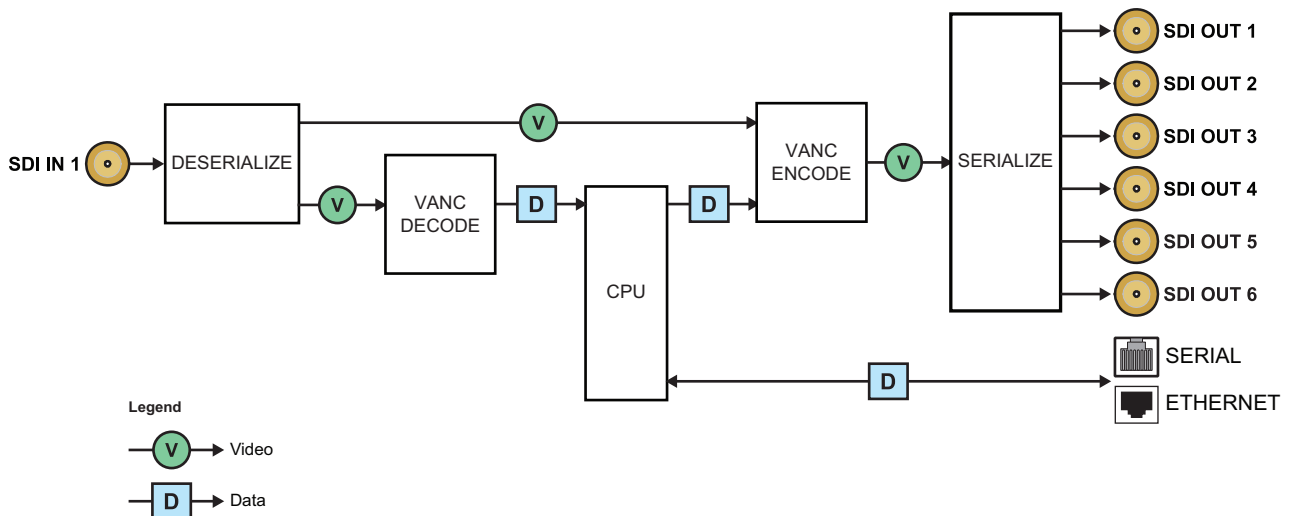 SDI IN 1
DESERIALIZE
V
V
VANC
DECODE
D
CPU
D
VANC
ENCODE
V
SERIALIZE
SDI OUT 1
SDI OUT 2
SDI OUT 3
SDI OUT 4
SDI OUT 5
SDI OUT 6
D
SERIAL
ETHERNET
Legend
V Video
D Data